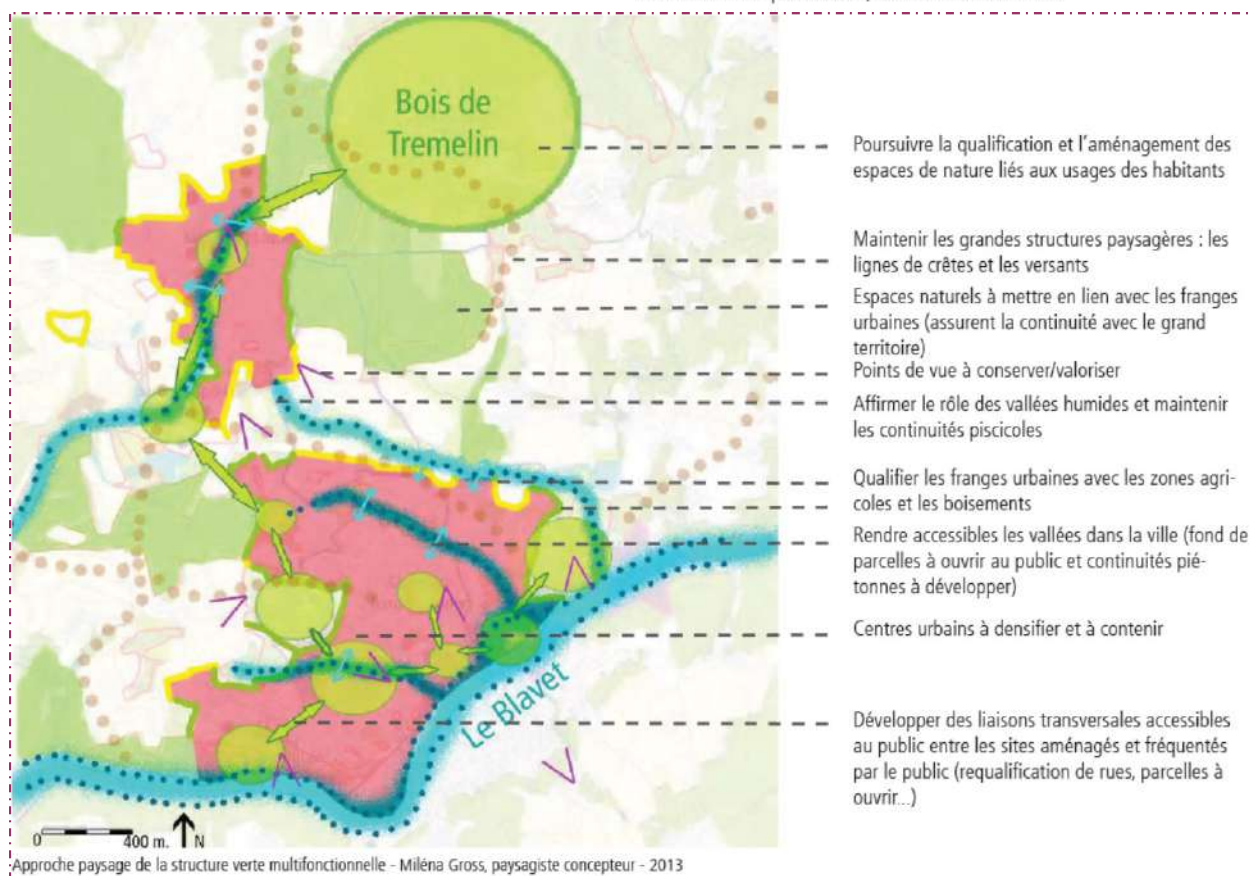 Bois de
Tremelin
Poursuivre la qualification et l'aménagement des
espaces de nature liés aux usages des habitants
Maintenir les grandes structures paysagères : les
lignes de crêtes et les versants
Espaces naturels à mettre en lien avec les franges
urbaines (assurent la continuité avec le grand
territoire)
Points de vue à conserver/valoriser
Affirmer le rôle des vallées humides et maintenir
les continuités piscicoles
Qualifier les franges urbaines avec les zones agri-
coles et les boisements
Rendre accessibles les vallées dans la ville (fond de
parcelles à ouvrir au public et continuités pié-
tonnes à développer)
Centres urbains à densifier et à contenir
Le Blavet
Développer des liaisons transversales accessibles
au public entre les sites aménagés et fréquentés
par le public (requalification de rues, parcelles à
ouvrir...)
0 400 m. N
Approche paysage de la structure verte multifonctionnelle - Miléna Gross, paysagiste concepteur - 2013